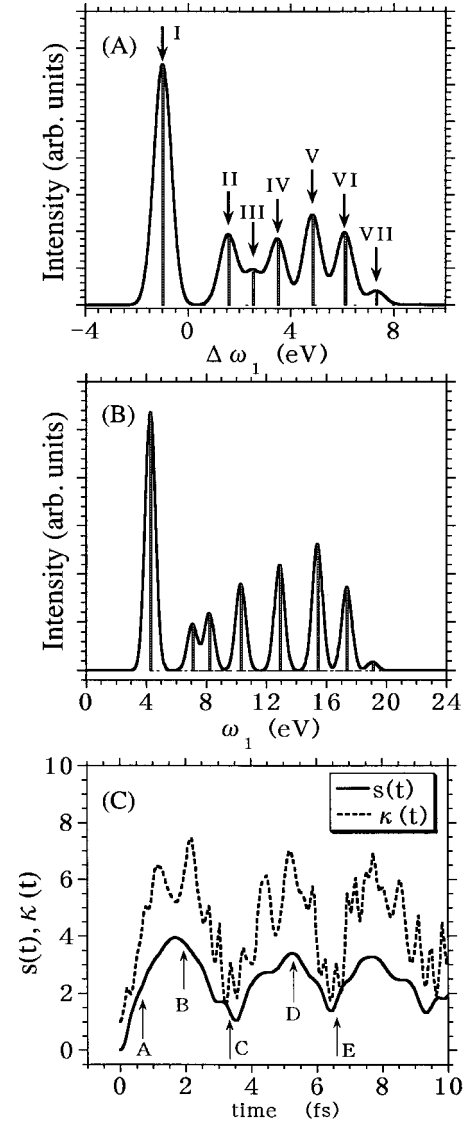 (A)
I
II
III
IV
V
VI
VII
Intensity (arb. units)
-4 0 4 8
Δ ω₁ (eV)
(B)
Intensity (arb. units)
0 4 8 12 16 20 24
ω₁ (eV)
(C)
s(t)
κ(t)
s(t), κ(t)
10
8
6
4
2
0
A
B
C
D
E
0 2 4 6 8 10
time (fs)